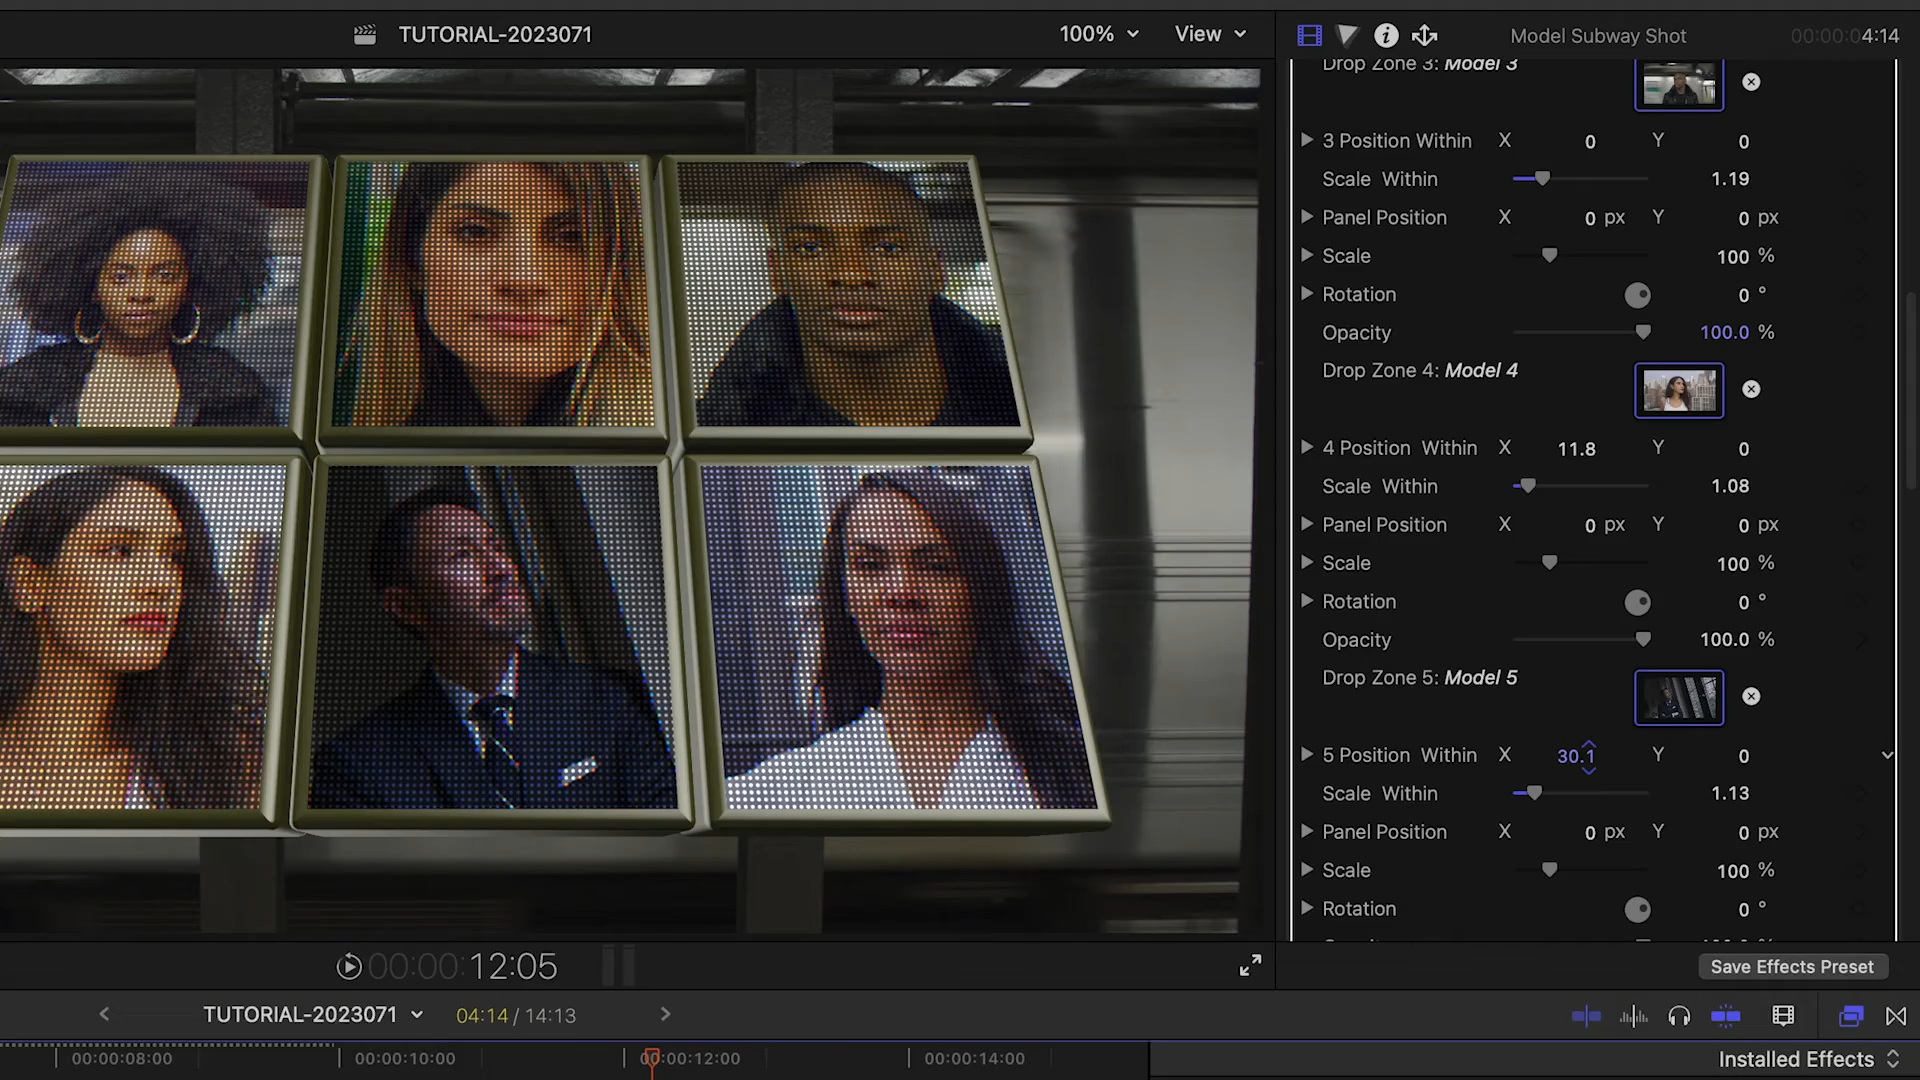 TUTORIAL-2023071
100%
View
Model Subway Shot
00:00:04:14
Drop Zone 3: Model 3
3 Position Within X 0 Y 0
Scale Within 1.19
Panel Position X 0 px Y 0 px
Scale 100 %
Rotation 0 °
Opacity 100.0 %
Drop Zone 4: Model 4
4 Position Within X 11.8 Y 0
Scale Within 1.08
Panel Position X 0 px Y 0 px
Scale 100 %
Rotation 0 °
Opacity 100.0 %
Drop Zone 5: Model 5
5 Position Within X 30.1 Y 0
Scale Within 1.13
Panel Position X 0 px Y 0 px
Scale 100 %
Rotation 0 °
00:00:12:05
Save Effects Preset
TUTORIAL-2023071
04:14 / 14:13
00:00:08:00
00:00:10:00
00:00:12:00
00:00:14:00
Installed Effects